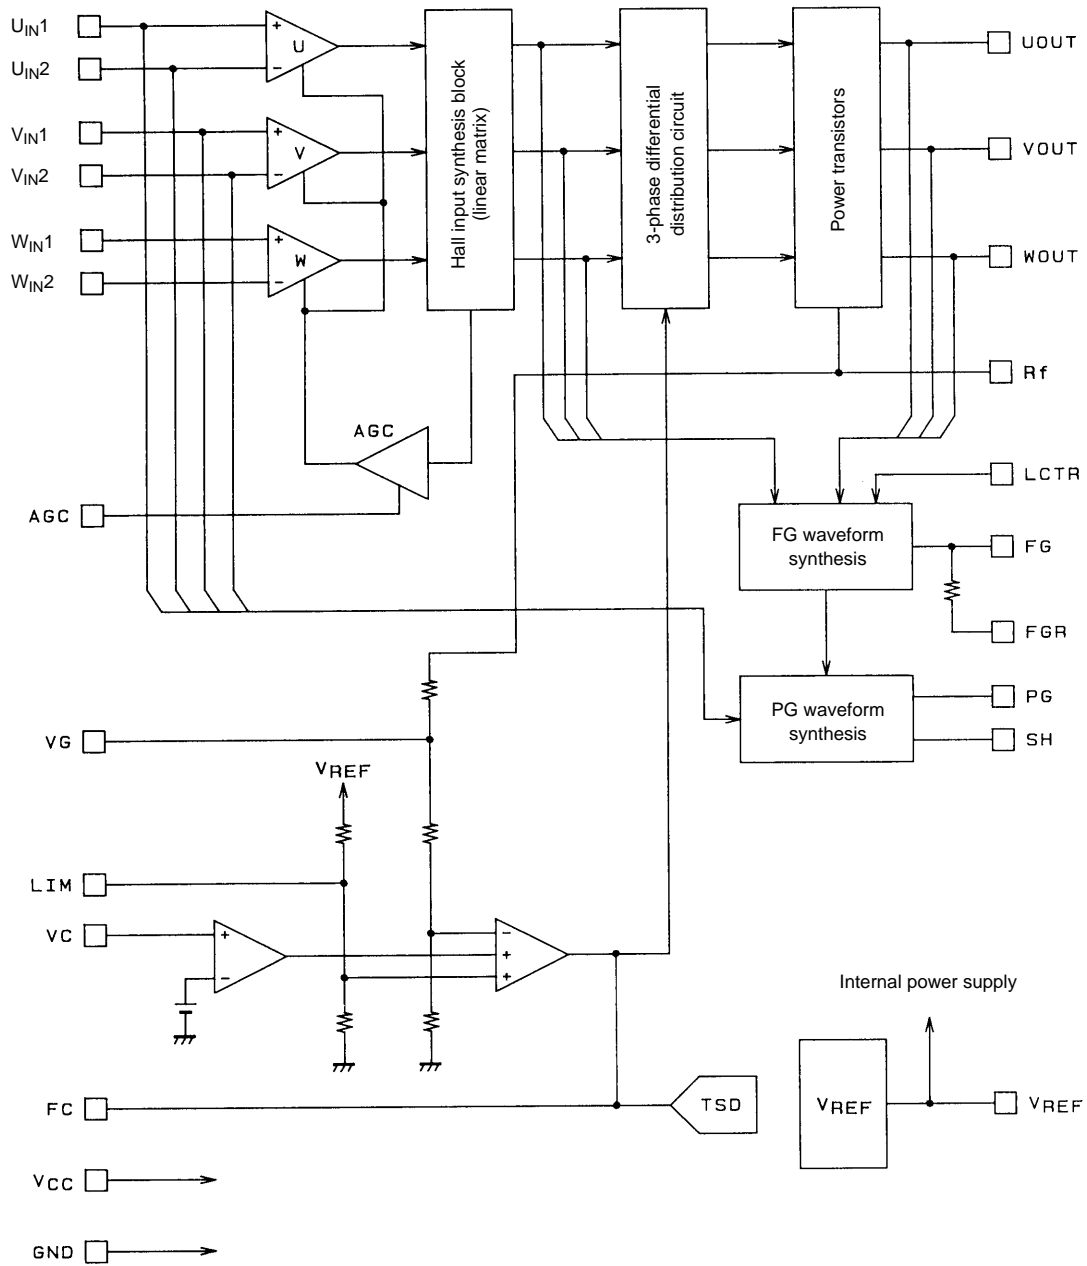 UIN1
UIN2
VIN1
VIN2
WIN1
WIN2
+
−
U
+
−
V
+
−
W
Hall input synthesis block
(linear matrix)
3-phase differential
distribution circuit
Power transistors
UOUT
VOUT
WOUT
Rf
AGC
AGC
LCTR
FG waveform
synthesis
FG
FGR
PG waveform
synthesis
PG
SH
VG
VREF
LIM
VC
+
−
−
+
+
Internal power supply
FC
TSD
VREF
VREF
VCC
GND